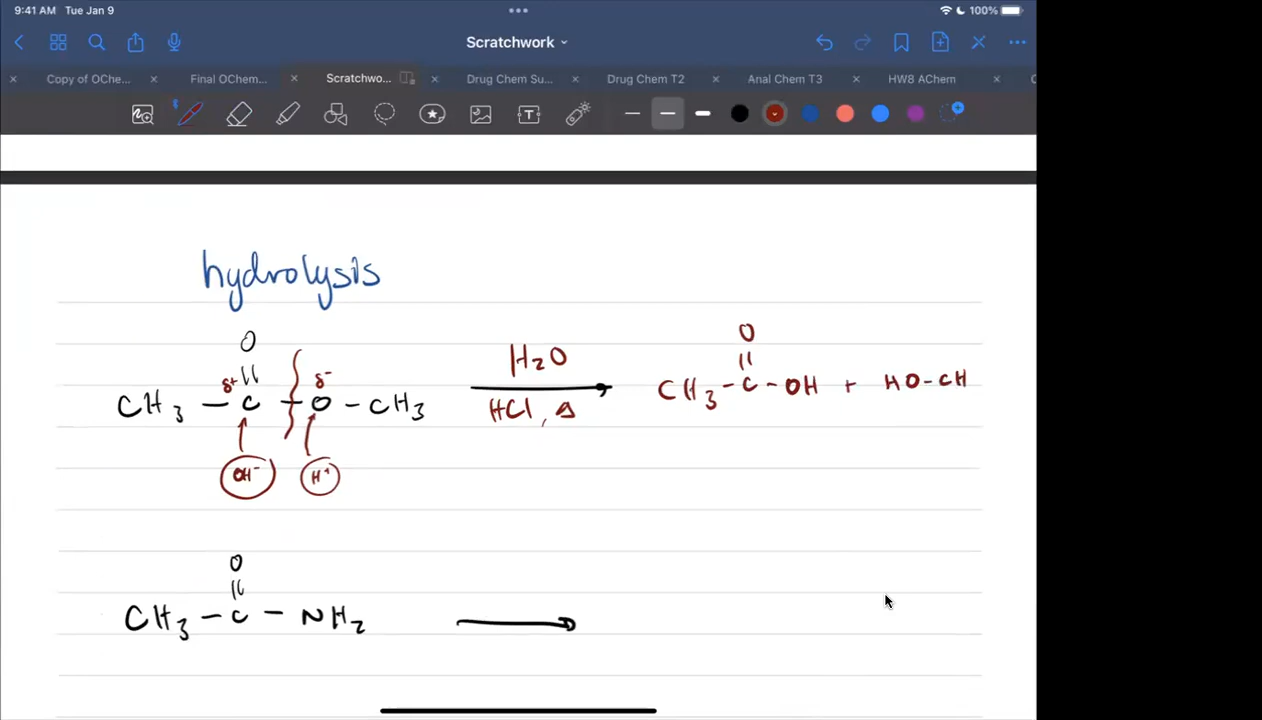 9:41 AM Tue Jan 9 100%
Scratchwork
Copy of OChe... Final OChem... Scratchwo... Drug Chem Su... Drug Chem T2 Anal Chem T3 HW8 AChem
hydrolysis
O O
|| H₂O ||
CH₃ – C – O – CH₃ → CH₃ – C – OH + HO – CH
δ+ δ- HCl, Δ
OH⁻ H⁺
O
||
CH₃ – C – NH₂ →